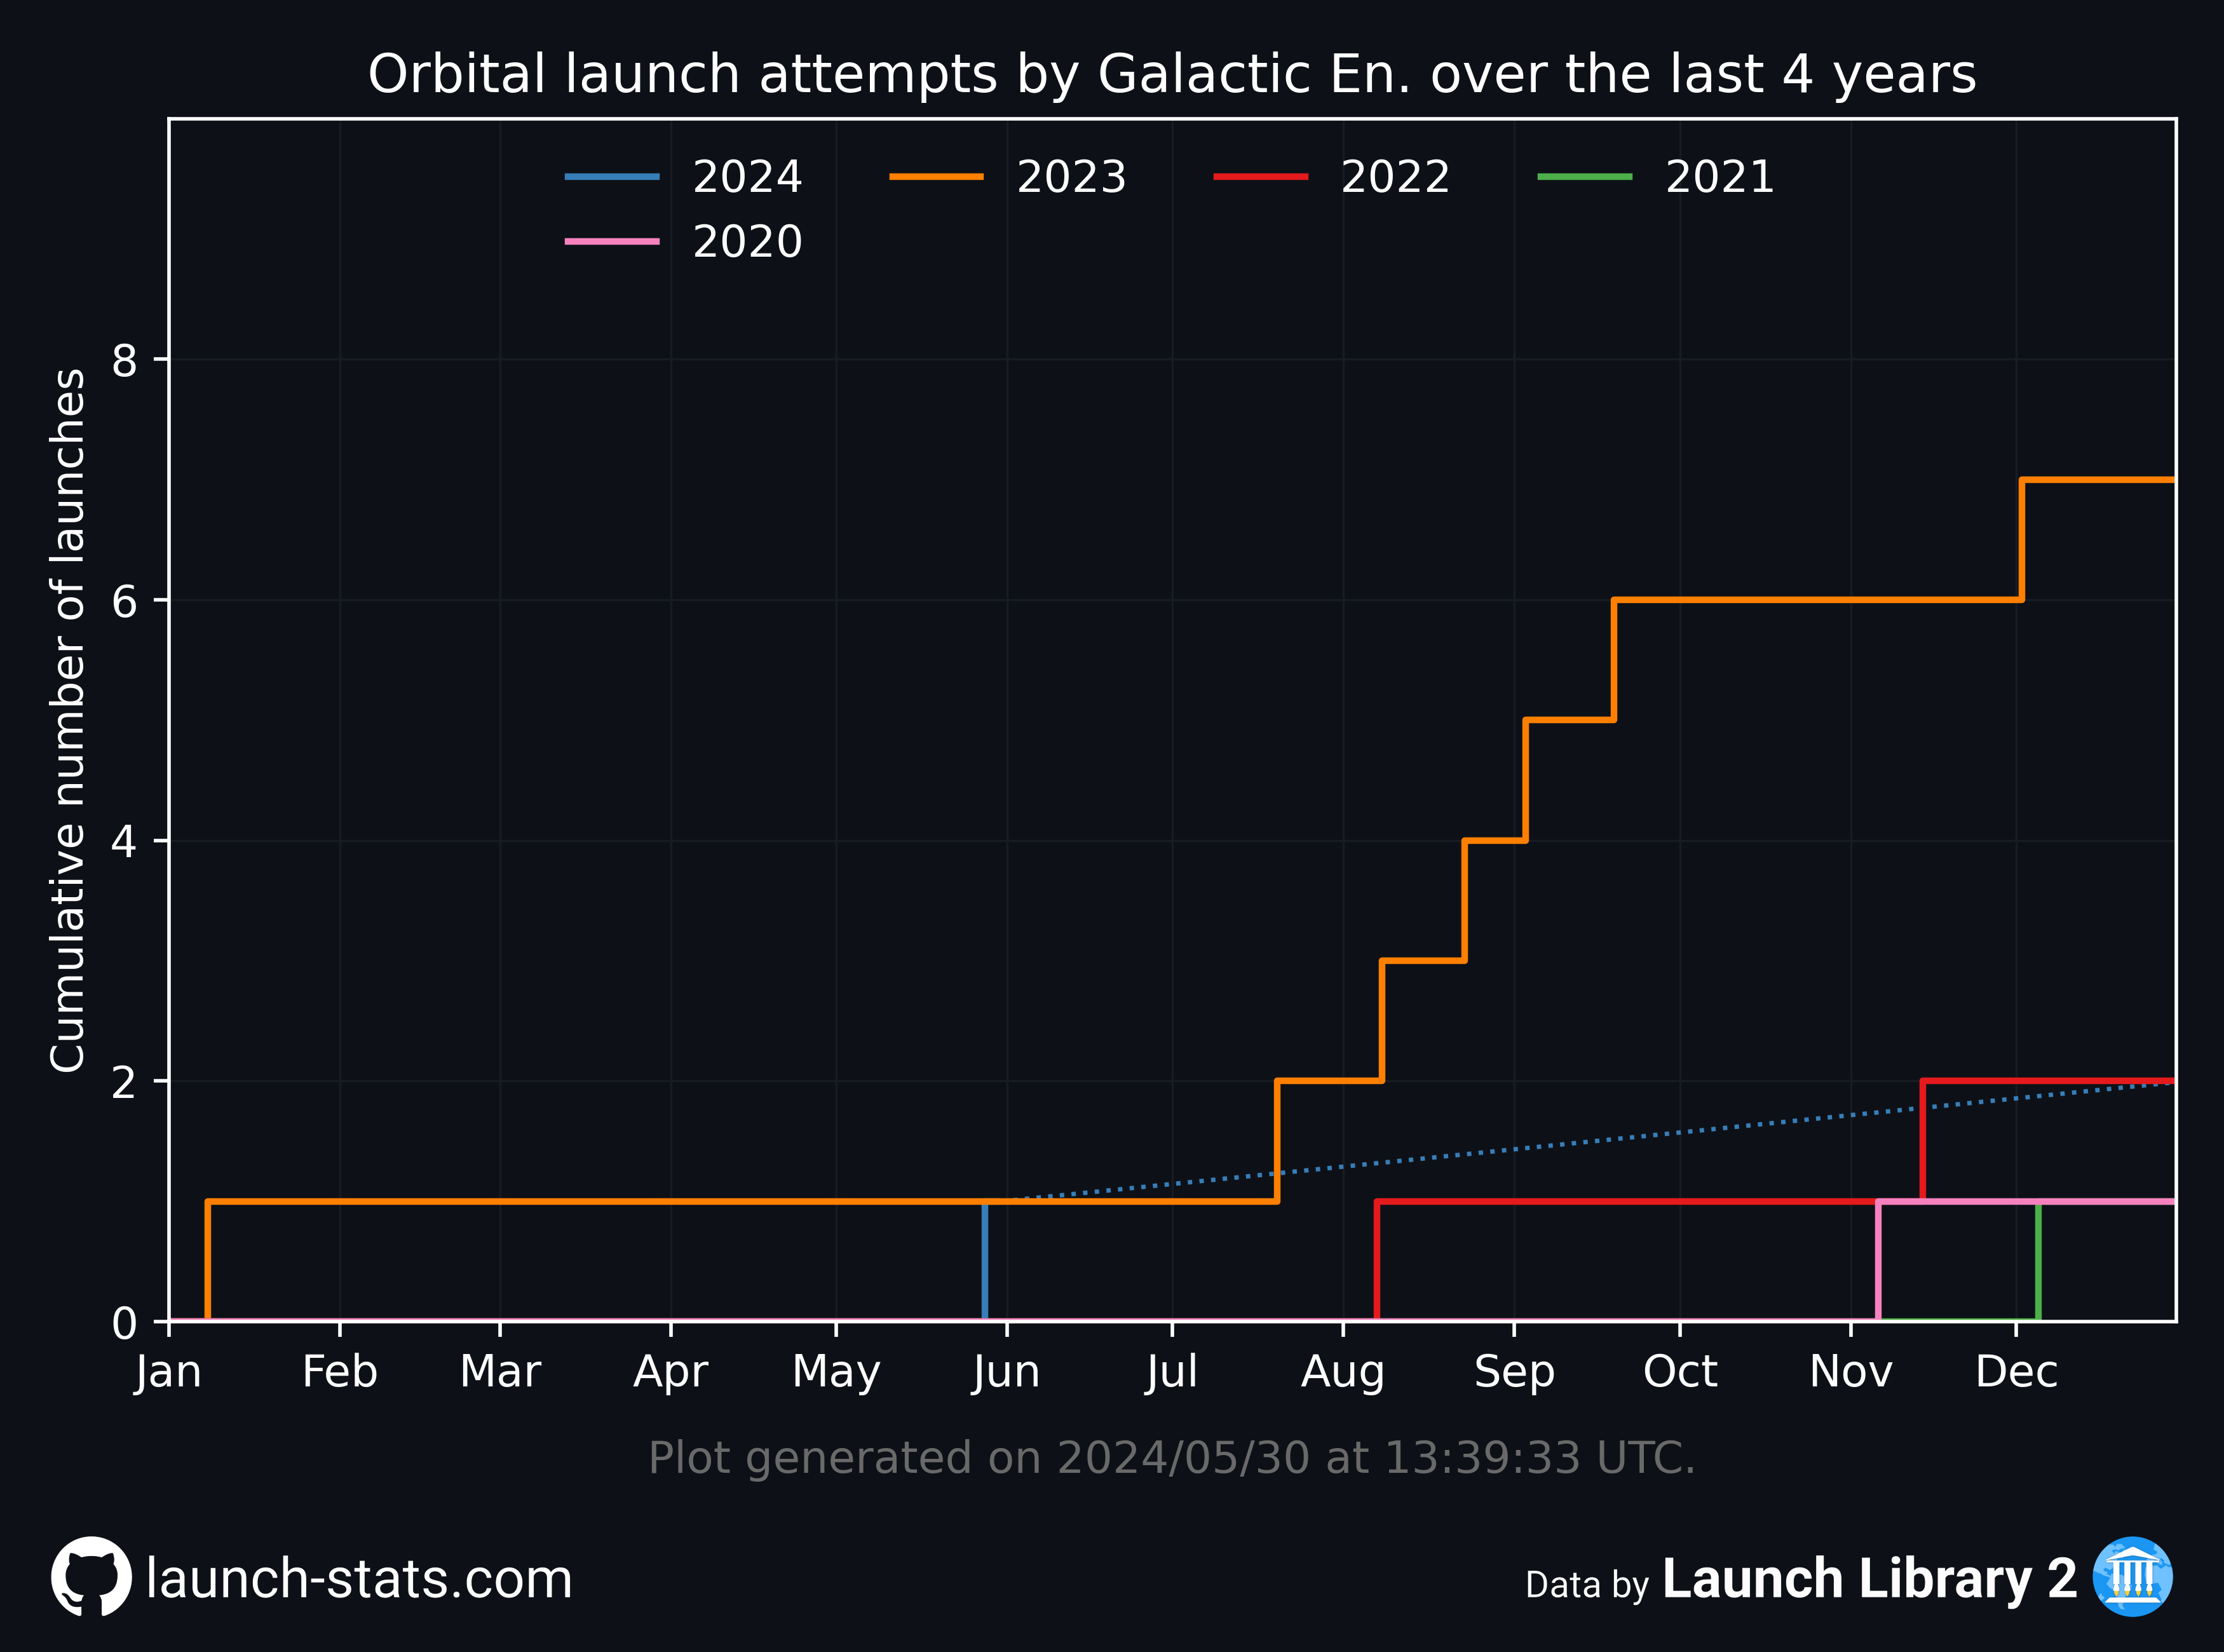 Orbital launch attempts by Galactic En. over the last 4 years
2024 2023 2022 2021
2020
Cumulative number of launches
8
6
4
2
0
Jan Feb Mar Apr May Jun Jul Aug Sep Oct Nov Dec
Plot generated on 2024/05/30 at 13:39:33 UTC.
launch-stats.com
Data by Launch Library 2